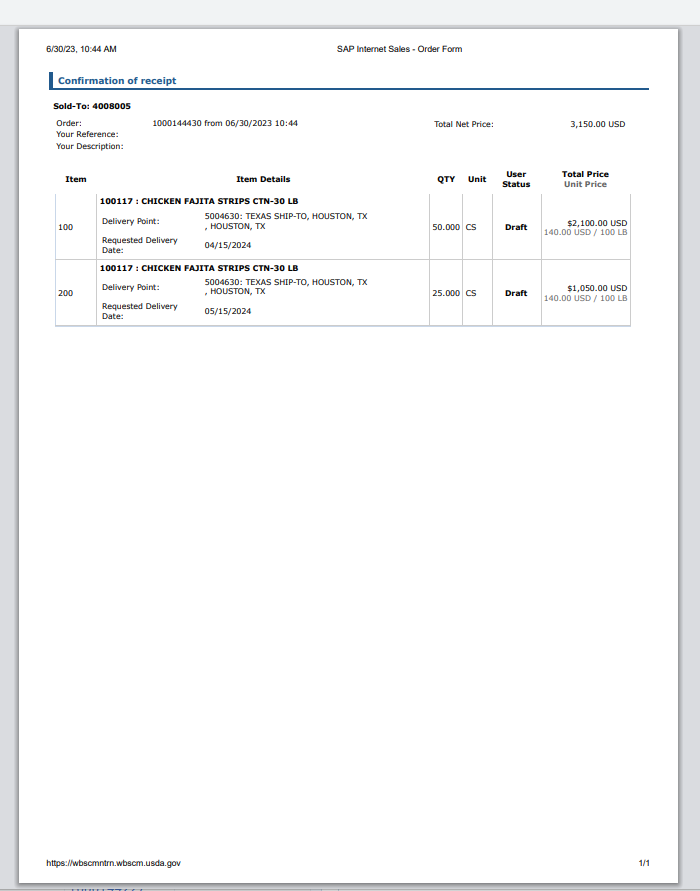 6/30/23, 10:44 AM SAP Internet Sales - Order Form
Confirmation of receipt
Sold-To: 4008005
Order: 1000144430 from 06/30/2023 10:44 Total Net Price: 3,150.00 USD
Your Reference:
Your Description:
Item Item Details QTY Unit User Status Total Price
Unit Price
100117 : CHICKEN FAJITA STRIPS CTN-30 LB
100 Delivery Point: 5004630: TEXAS SHIP-TO, HOUSTON, TX
, HOUSTON, TX
50.000 CS Draft $2,100.00 USD
140.00 USD / 100 LB
Requested Delivery
Date: 04/15/2024
100117 : CHICKEN FAJITA STRIPS CTN-30 LB
200 Delivery Point: 5004630: TEXAS SHIP-TO, HOUSTON, TX
, HOUSTON, TX
25.000 CS Draft $1,050.00 USD
140.00 USD / 100 LB
Requested Delivery
Date: 05/15/2024
https://wbscmntrn.wbscm.usda.gov 1/1